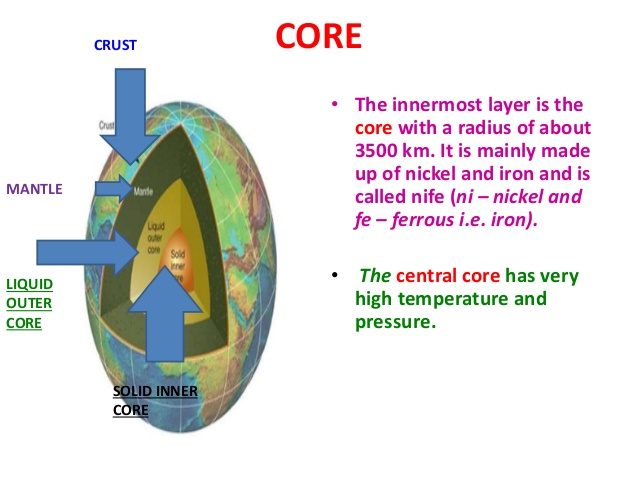 CORE
CRUST
Crust
MANTLE
Mantle
Liquid
outer
core
Solid
inner
LIQUID
OUTER
CORE
SOLID INNER
CORE
• The innermost layer is the
core with a radius of about
3500 km. It is mainly made
up of nickel and iron and is
called nife (ni – nickel and
fe – ferrous i.e. iron).
• The central core has very
high temperature and
pressure.